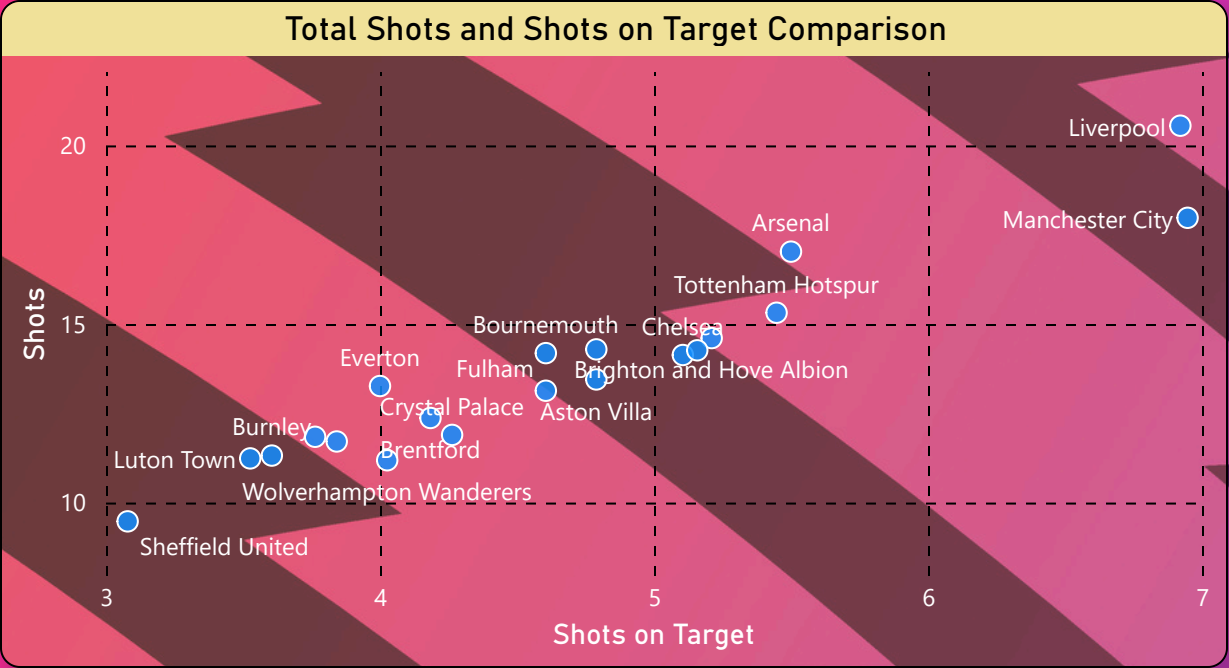 Total Shots and Shots on Target Comparison
Liverpool
20
Manchester City
Arsenal
Tottenham Hotspur
15
Bournemouth
Chelsea
Everton
Fulham
Brighton and Hove Albion
Crystal Palace
Aston Villa
Burnley
Brentford
Luton Town
Wolverhampton Wanderers
10
Sheffield United
Shots
3 4 5 6 7
Shots on Target